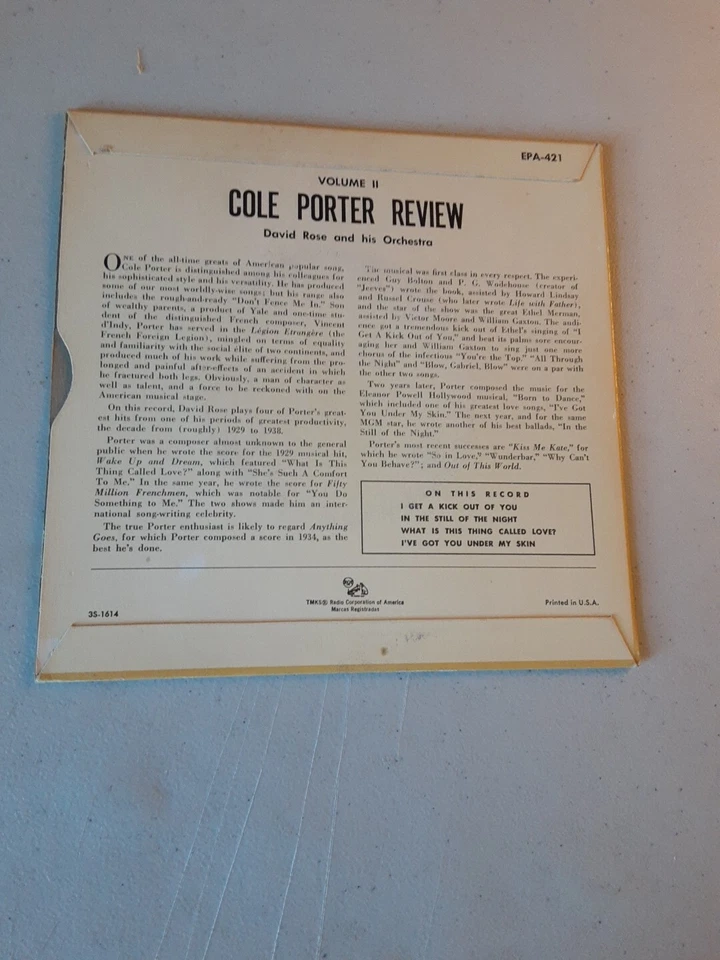 EPA-421
VOLUME II
COLE PORTER REVIEW
David Rose and his Orchestra
ONE of the all-time greats of American popular song,
Cole Porter is distinguished among his colleagues for
his sophisticated style and his versatility. He has produced
some of our most worldly-wise songs; but his range also
includes the rough-and-ready "Don't Fence Me In." Son
of wealthy parents, a product of Yale and one-time stu-
dent of the distinguished French composer, Vincent
d'Indy, Porter has served in the Légion Etrangère (the
French Foreign Legion), mingled on terms of equality
and familiarity with the social élite of two continents, and
produced much of his work while suffering from the pro-
longed and painful after-effects of an accident in which
he fractured both legs. Obviously, a man of character as
well as talent, and a force to be reckoned with on the
American musical stage.
On this record, David Rose plays four of Porter's great-
est hits from one of his periods of greatest productivity,
the decade from (roughly) 1929 to 1938.
Porter was a composer almost unknown to the general
public when he wrote the score for the 1929 musical hit,
Wake Up and Dream, which featured "What Is This
Thing Called Love?" along with "She's Such A Comfort
To Me." In the same year, he wrote the score for Fifty
Million Frenchmen, which was notable for "You Do
Something to Me." The two shows made him an inter-
national song-writing celebrity.
The true Porter enthusiast is likely to regard Anything
Goes, for which Porter composed a score in 1934, as the
best he's done.
The musical was first class in every respect. The experi-
enced Guy Bolton and P. G. Wodehouse (creator of
"Jeeves") wrote the book, assisted by Howard Lindsay
and Russel Crouse (who later wrote Life with Father),
and the star of the show was the great Ethel Merman,
assisted by Victor Moore and William Gaxton. The audi-
ence got a tremendous kick out of Ethel's singing of "I
Get A Kick Out of You," and beat its palms sore encour-
aging her and William Gaxton to sing just one more
chorus of the infectious "You're the Top." "All Through
the Night" and "Blow, Gabriel, Blow" were on a par with
the other two songs.
Two years later, Porter composed the music for the
Eleanor Powell Hollywood musical, "Born to Dance,"
which included one of his greatest love songs, "I've Got
You Under My Skin." The next year, and for the same
MGM star, he wrote another of his best ballads, "In the
Still of the Night."
Porter's most recent successes are "Kiss Me Kate," for
which he wrote "So in Love," "Wunderbar," "Why Can't
You Behave?"; and Out of This World.
ON THIS RECORD
I GET A KICK OUT OF YOU
IN THE STILL OF THE NIGHT
WHAT IS THIS THING CALLED LOVE?
I'VE GOT YOU UNDER MY SKIN
TMKS® Radio Corporation of America
Marcas Registradas
Printed in U.S.A.
3S-1614